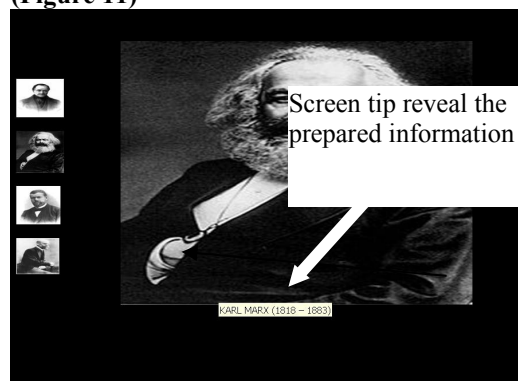 (Figure 11)
Screen tip reveal the
prepared information
KARL MARX (1818 – 1883)